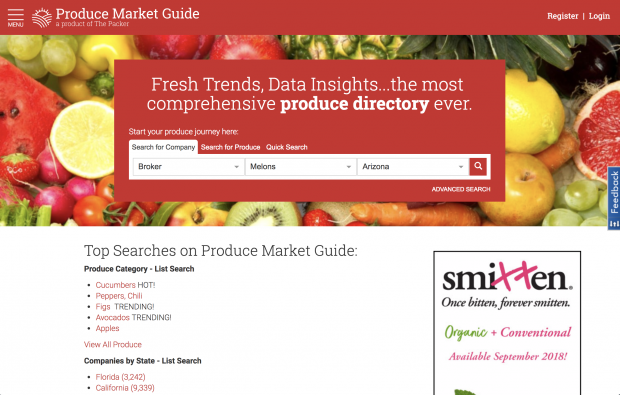 Produce Market Guide
a product of The Packer
MENU
Register | Login
Fresh Trends, Data Insights...the most
comprehensive produce directory ever.
Start your produce journey here:
Search for Company Search for Produce Quick Search
Broker Melons Arizona
ADVANCED SEARCH
Feedback
Top Searches on Produce Market Guide:
Produce Category - List Search
Cucumbers HOT!
Peppers, Chili
Figs TRENDING!
Avocados TRENDING!
Apples
View All Produce
Companies by State - List Search
Florida (3,242)
California (9,339)
smitten®
Once bitten, forever smitten.
Organic + Conventional
Available September 2018!